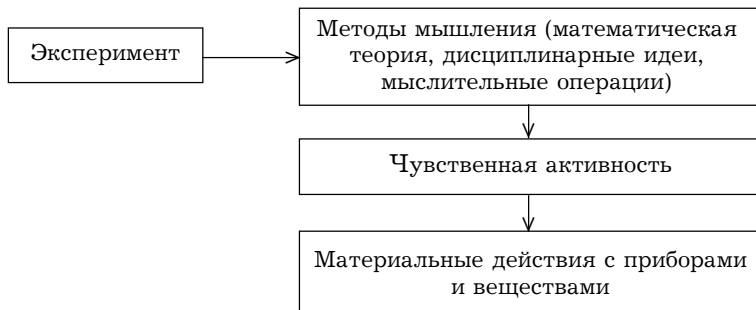 Эксперимент
Методы мышления (математическая
теория, дисциплинарные идеи,
мыслительные операции)
Чувственная активность
Материальные действия с приборами
и веществами